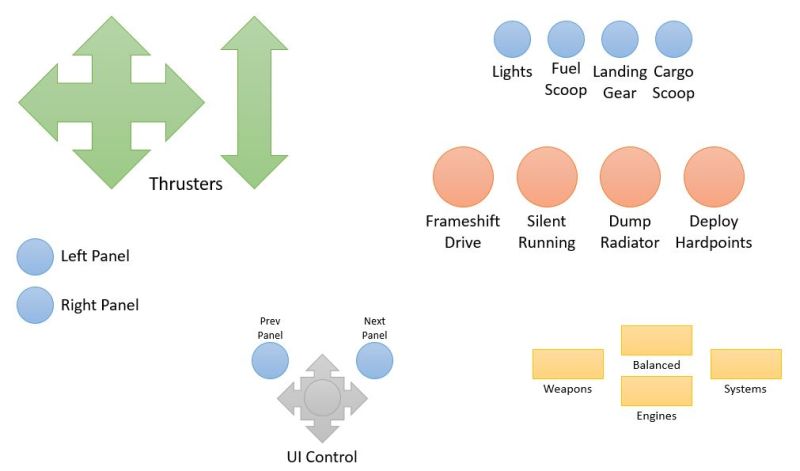 Thrusters
Lights
Fuel
Scoop
Landing
Gear
Cargo
Scoop
Frameshift
Drive
Silent
Running
Dump
Radiator
Deploy
Hardpoints
Left Panel
Right Panel
Prev
Panel
Next
Panel
UI Control
Weapons
Balanced
Engines
Systems